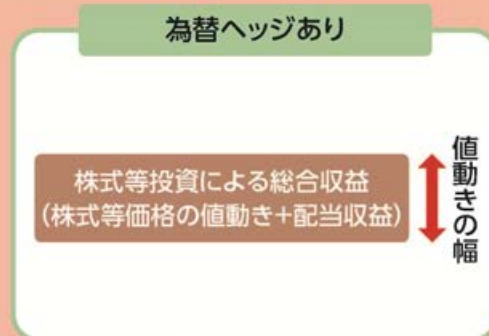 為替ヘッジあり
株式等投資による総合収益
(株式等価格の値動き+配当収益)
値動きの幅